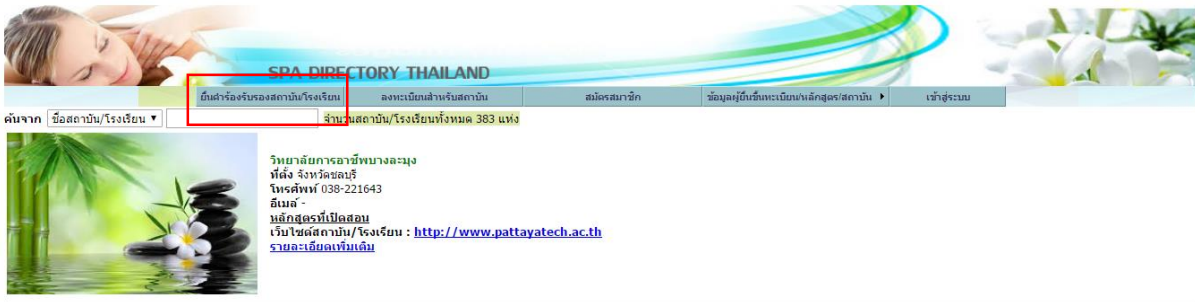 SPA DIRECTORY THAILAND
ยื่นคำร้องรับรองสถาบัน/โรงเรียน ลงทะเบียนสำหรับสถาบัน สมัครสมาชิก ข้อมูลผู้ยื่นขึ้นทะเบียน/หลักสูตร/สถาบัน เข้าสู่ระบบ
ค้นจาก ชื่อสถาบัน/โรงเรียน จำนวนสถาบัน/โรงเรียนทั้งหมด 383 แห่ง
วิทยาลัยการอาชีพบางละมุง
ที่ตั้ง จังหวัดชลบุรี
โทรศัพท์ 038-221643
อีเมล์ -
หลักสูตรที่เปิดสอน
เว็บไซต์สถาบัน/โรงเรียน : http://www.pattayatech.ac.th
รายละเอียดเพิ่มเติม